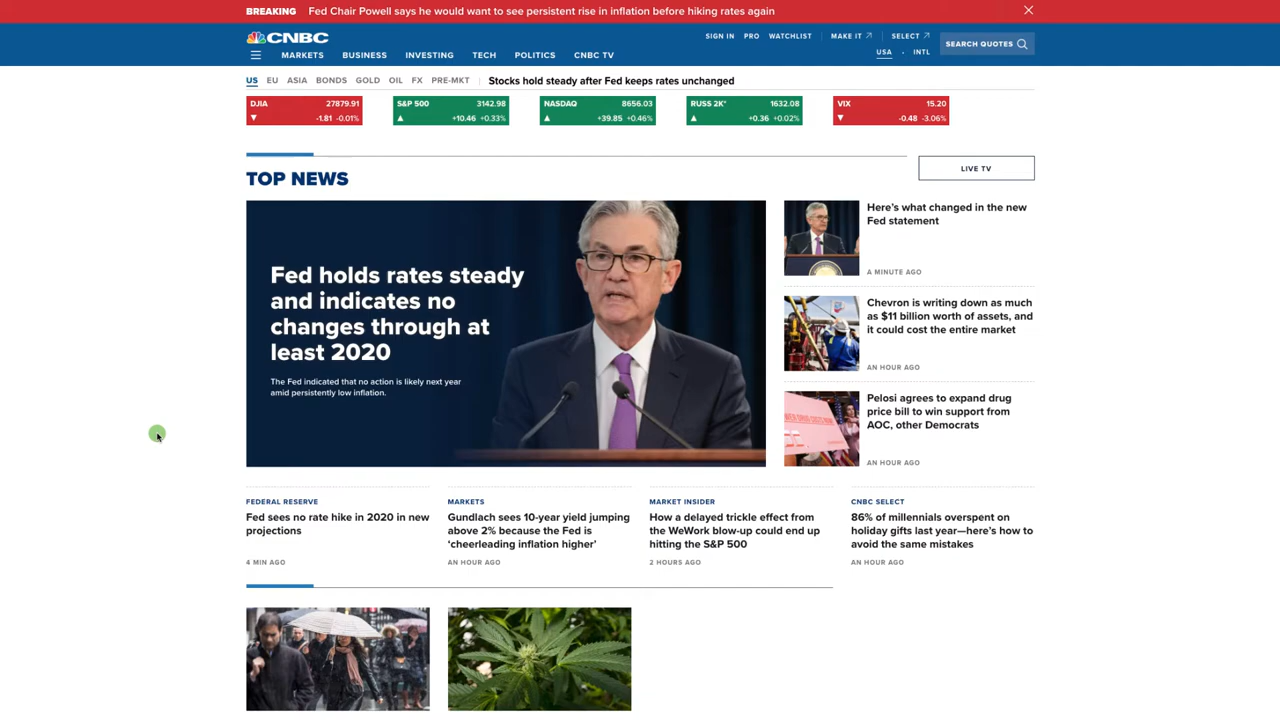 BREAKING Fed Chair Powell says he would want to see persistent rise in inflation before hiking rates again
CNBC
SIGN IN PRO WATCHLIST MAKE IT SELECT
USA · INTL
SEARCH QUOTES
MARKETS BUSINESS INVESTING TECH POLITICS CNBC TV
US EU ASIA BONDS GOLD OIL FX PRE-MKT
Stocks hold steady after Fed keeps rates unchanged
DJIA 27879.91
-1.81 -0.01%
S&P 500 3142.98
+10.46 +0.33%
NASDAQ 8656.03
+39.85 +0.46%
RUSS 2K* 1632.08
+0.36 +0.02%
VIX 15.20
-0.48 -3.06%
LIVE TV
TOP NEWS
Fed holds rates steady
and indicates no
changes through at
least 2020
The Fed indicated that no action is likely next year
amid persistently low inflation.
Here's what changed in the new
Fed statement
A MINUTE AGO
Chevron is writing down as much
as $11 billion worth of assets, and
it could cost the entire market
AN HOUR AGO
Pelosi agrees to expand drug
price bill to win support from
AOC, other Democrats
AN HOUR AGO
FEDERAL RESERVE
Fed sees no rate hike in 2020 in new
projections
4 MIN AGO
MARKETS
Gundlach sees 10-year yield jumping
above 2% because the Fed is
‘cheerleading inflation higher’
AN HOUR AGO
MARKET INSIDER
How a delayed trickle effect from
the WeWork blow-up could end up
hitting the S&P 500
2 HOURS AGO
CNBC SELECT
86% of millennials overspent on
holiday gifts last year—here's how to
avoid the same mistakes
AN HOUR AGO